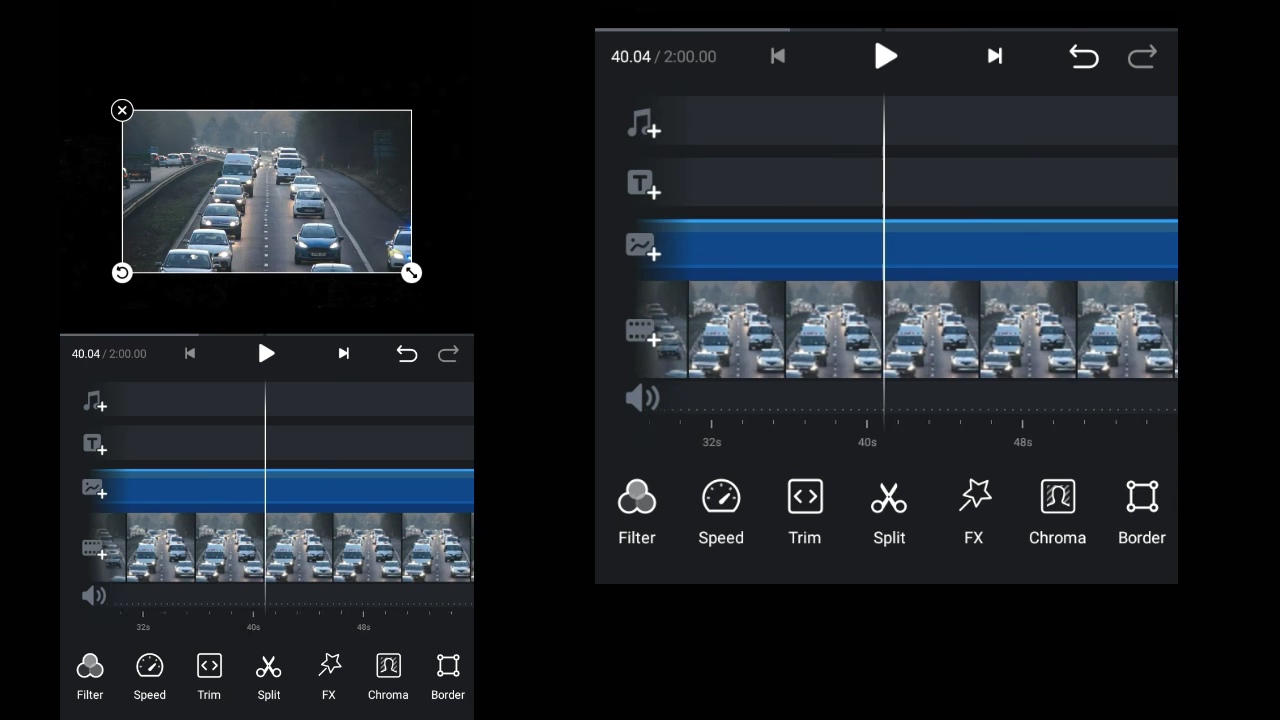 40.04 / 2:00.00
32s 40s 48s
Filter Speed Trim Split FX Chroma Border
40.04 / 2:00.00
T
32s 40s 48s
Filter Speed Trim Split FX Chroma Border